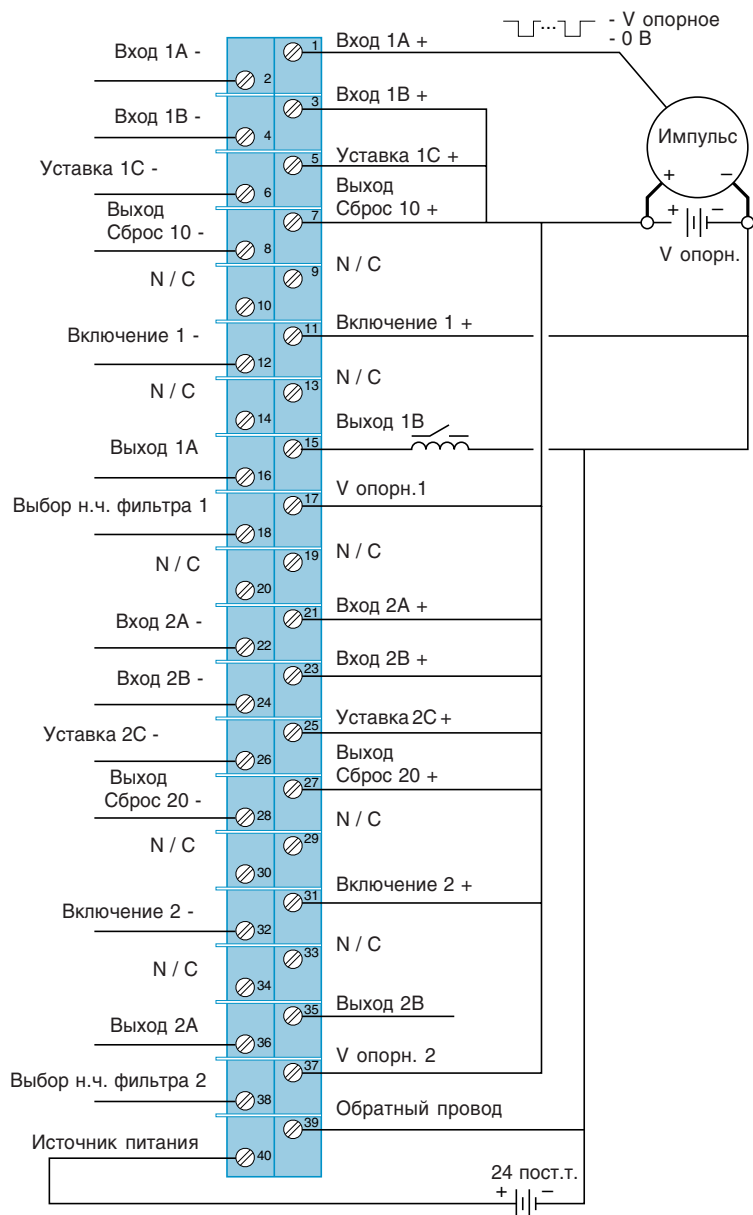 - V опорное
- 0 В
Вход 1А -
1
Вход 1А +
2
Вход 1В -
3
Вход 1В +
4
Импульс
+
–
+
–
V опорн.
Уставка 1С -
5
Уставка 1С +
6
Выход
Сброс 10 -
7
Выход
Сброс 10 +
8
N / C
9
N / C
10
Включение 1 -
11
Включение 1 +
12
N / C
13
N / C
14
Выход 1А
15
Выход 1В
16
Выбор н.ч. фильтра 1
17
V опорн.1
18
N / C
19
N / C
20
Вход 2А -
21
Вход 2А +
22
Вход 2В -
23
Вход 2В +
24
Уставка 2С -
25
Уставка 2С +
26
Выход
Сброс 20 -
27
Выход
Сброс 20 +
28
N / C
29
N / C
30
Включение 2 -
31
Включение 2 +
32
N / C
33
N / C
34
Выход 2А
35
Выход 2В
36
Выбор н.ч. фильтра 2
37
V опорн. 2
38
Источник питания
39
Обратный провод
40
24 пост.т.
+
–